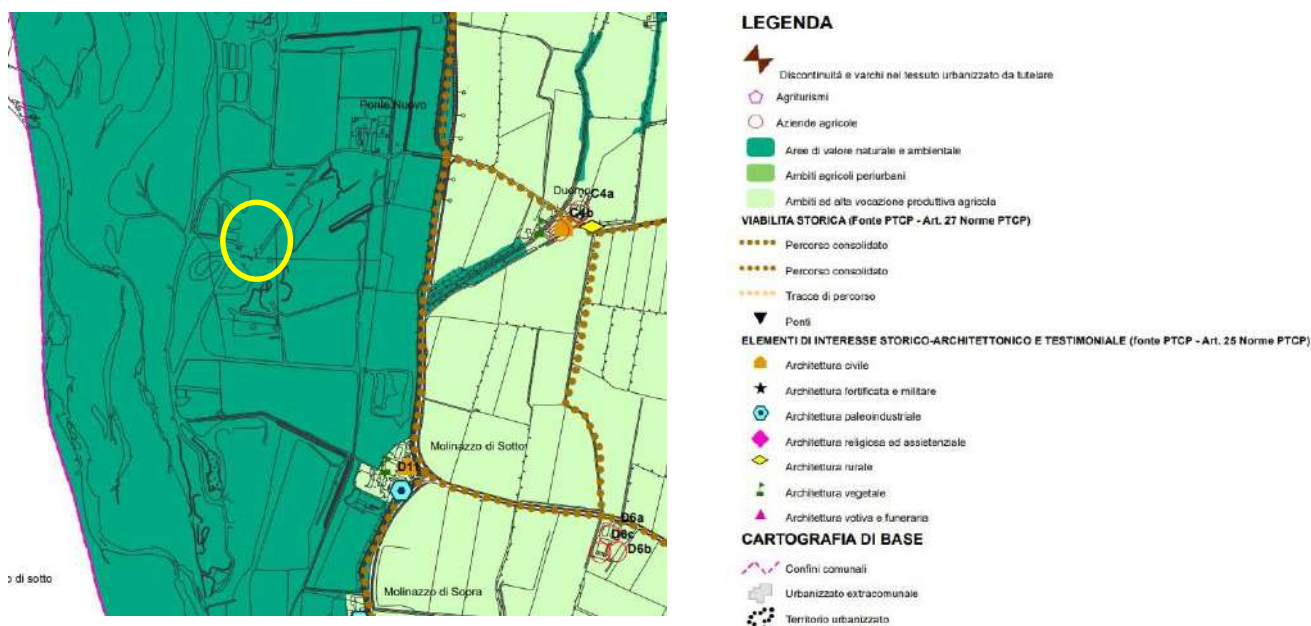 Ponte Nuovo
Duomo
C4a
C4b
Molinazzo di Sotto
D11
D6a
D6c
D6b
o di sotto
Molinazzo di Sopra
LEGENDA
Discontinuità e varchi nel tessuto urbanizzato da tutelare
Agriturismi
Aziende agricole
Aree di valore naturale e ambientale
Ambiti agricoli periurbani
Ambiti ad alta vocazione produttiva agricola
VIABILITA STORICA (Fonte PTCP - Art. 27 Norme PTCP)
Percorso consolidato
Percorso consolidato
Tracce di percorso
Ponti
ELEMENTI DI INTERESSE STORICO-ARCHITETTONICO E TESTIMONIALE (fonte PTCP - Art. 25 Norme PTCP)
Architettura civile
Architettura fortificata e militare
Architettura paleoindustriale
Architettura religiosa ed assistenziale
Architettura rurale
Architettura vegetale
Architettura votiva e funeraria
CARTOGRAFIA DI BASE
Confini comunali
Urbanizzato extracomunale
Territorio urbanizzato